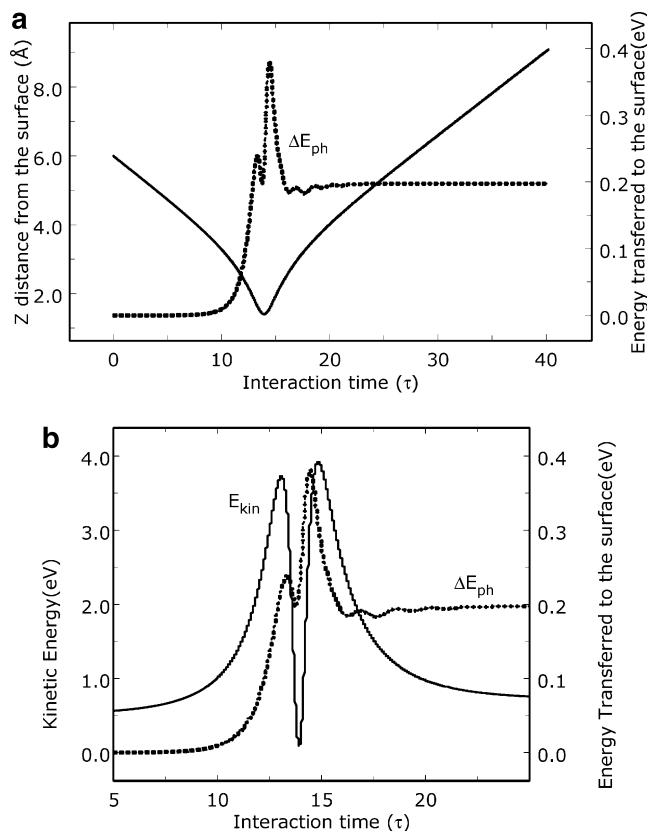 a
Z distance from the surface (Å)
8.0
6.0
4.0
2.0
ΔEph
0.4
0.3
0.2
0.1
0.0
Energy transferred to the surface(eV)
0 10 20 30 40
Interaction time (τ)
b
Kinetic Energy(eV)
4.0
3.0
2.0
1.0
0.0
Ekin
ΔEph
0.4
0.3
0.2
0.1
0.0
Energy Transferred to the surface(eV)
5 10 15 20
Interaction time (τ)